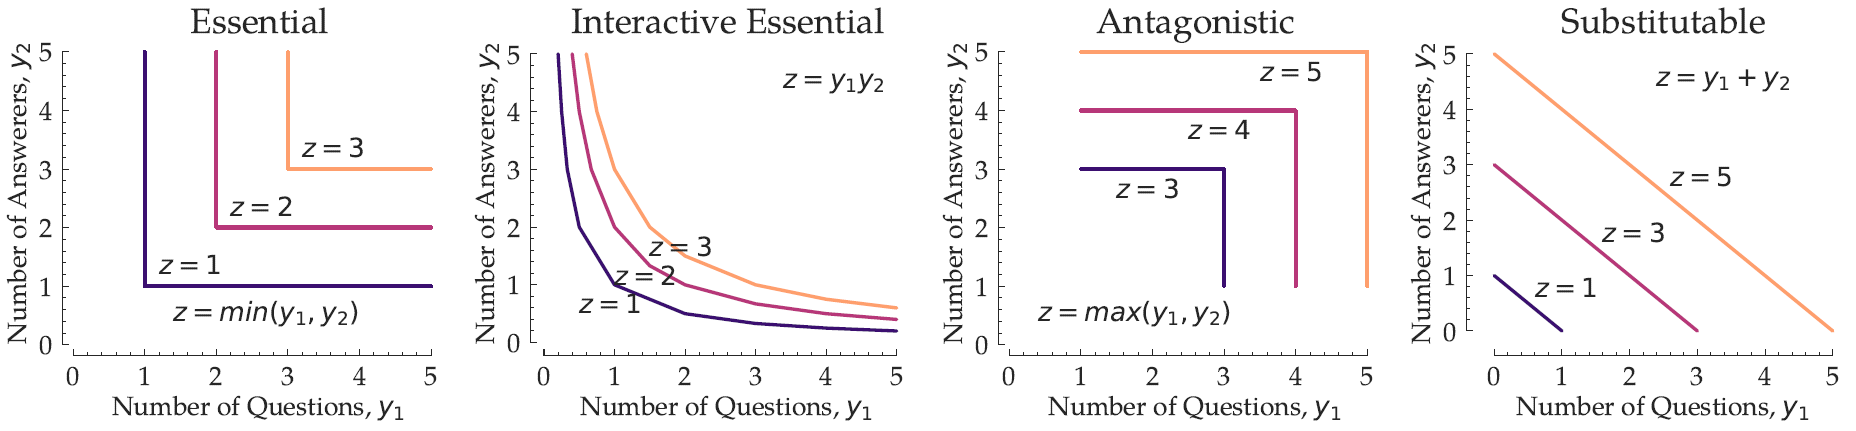 Essential
Number of Answerers, y₂
5
4
3
2
1
0
z = 3
z = 2
z = 1
z = min(y₁, y₂)
0 1 2 3 4 5
Number of Questions, y₁
Interactive Essential
Number of Answerers, y₂
5
4
3
2
1
0
z = y₁y₂
z = 3
z = 2
z = 1
0 1 2 3 4 5
Number of Questions, y₁
Antagonistic
Number of Answerers, y₂
5
4
3
2
1
0
z = 5
z = 4
z = 3
z = max(y₁, y₂)
0 1 2 3 4 5
Number of Questions, y₁
Substitutable
Number of Answerers, y₂
5
4
3
2
1
0
z = y₁ + y₂
z = 5
z = 3
z = 1
0 1 2 3 4 5
Number of Questions, y₁